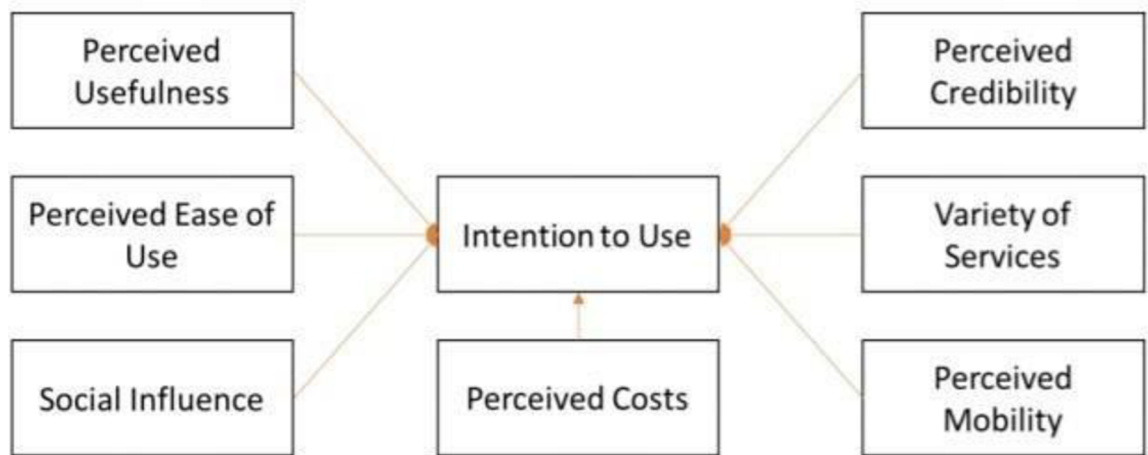 Perceived
Usefulness
Perceived
Credibility
Perceived Ease of
Use
Intention to Use
Variety of
Services
Social Influence
Perceived Costs
Perceived
Mobility